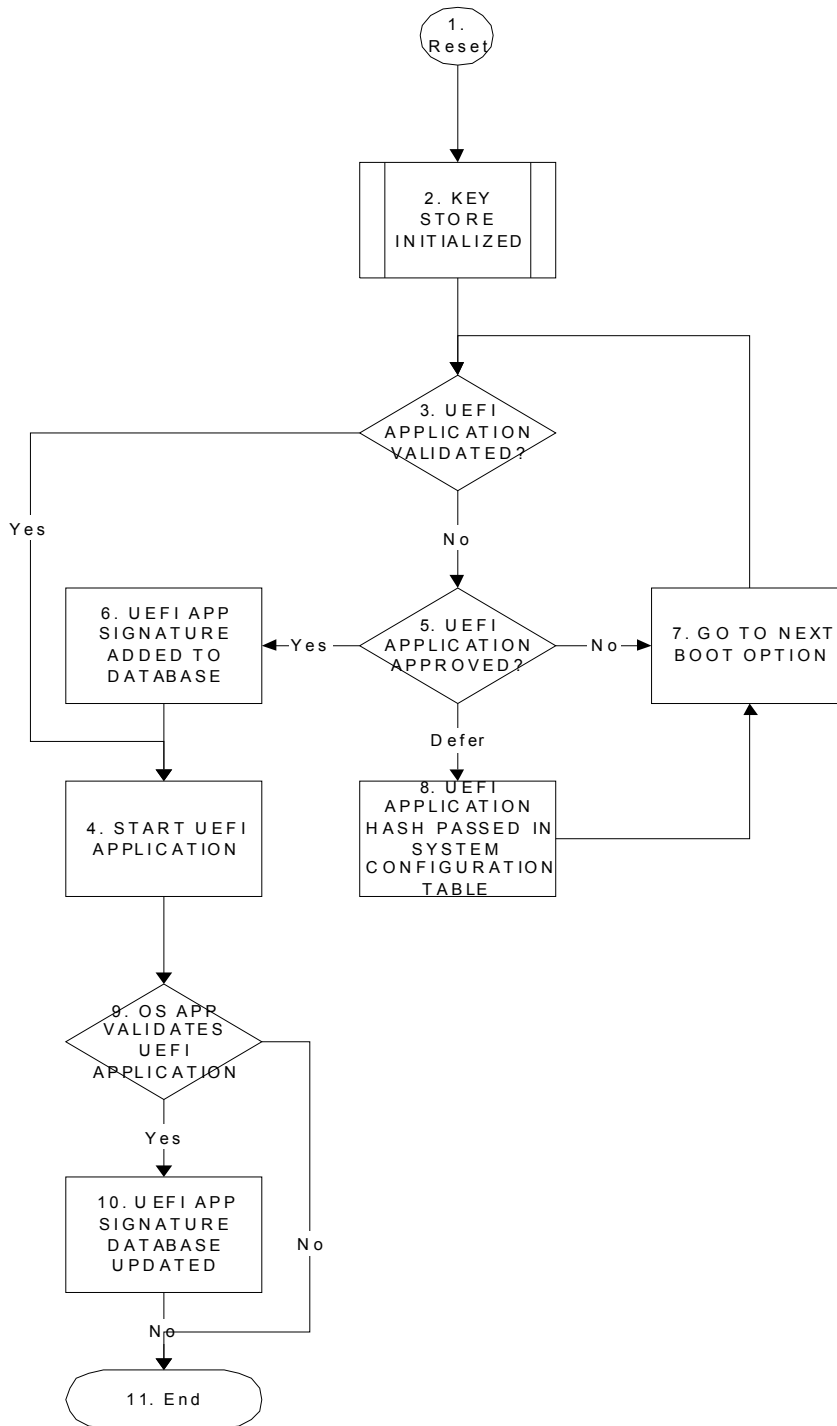 1.
Reset
2. KEY
STORE
INITIALIZED
3. UEFI
APPLICATION
VALIDATED?
Yes
No
6. UEFI APP
SIGNATURE
ADDED TO
DATABASE
Yes
5. UEFI
APPLICATION
APPROVED?
No
7. GO TO NEXT
BOOT OPTION
Defer
4. START UEFI
APPLICATION
8. UEFI
APPLICATION
HASH PASSED IN
SYSTEM
CONFIGURATION
TABLE
9. OS APP
VALIDATES
UEFI
APPLICATION
Yes
10. UEFI APP
SIGNATURE
DATABASE
UPDATED
No
No
11. End